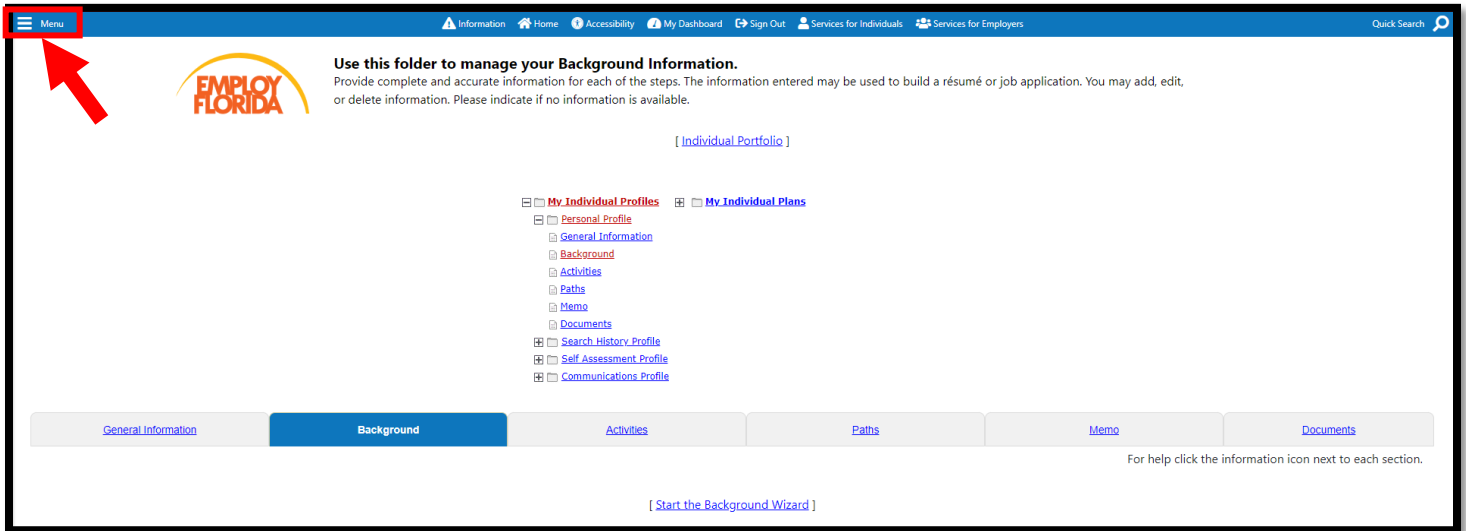 Menu Information Home Accessibility My Dashboard Sign Out Services for Individuals Services for Employers Quick Search
EMPLOY
FLORIDA
Use this folder to manage your Background Information.
Provide complete and accurate information for each of the steps. The information entered may be used to build a résumé or job application. You may add, edit,
or delete information. Please indicate if no information is available.
[ Individual Portfolio ]
My Individual Profiles My Individual Plans
Personal Profile
General Information
Background
Activities
Paths
Memo
Documents
Search History Profile
Self Assessment Profile
Communications Profile
General Information Background Activities Paths Memo Documents
For help click the information icon next to each section.
[ Start the Background Wizard ]